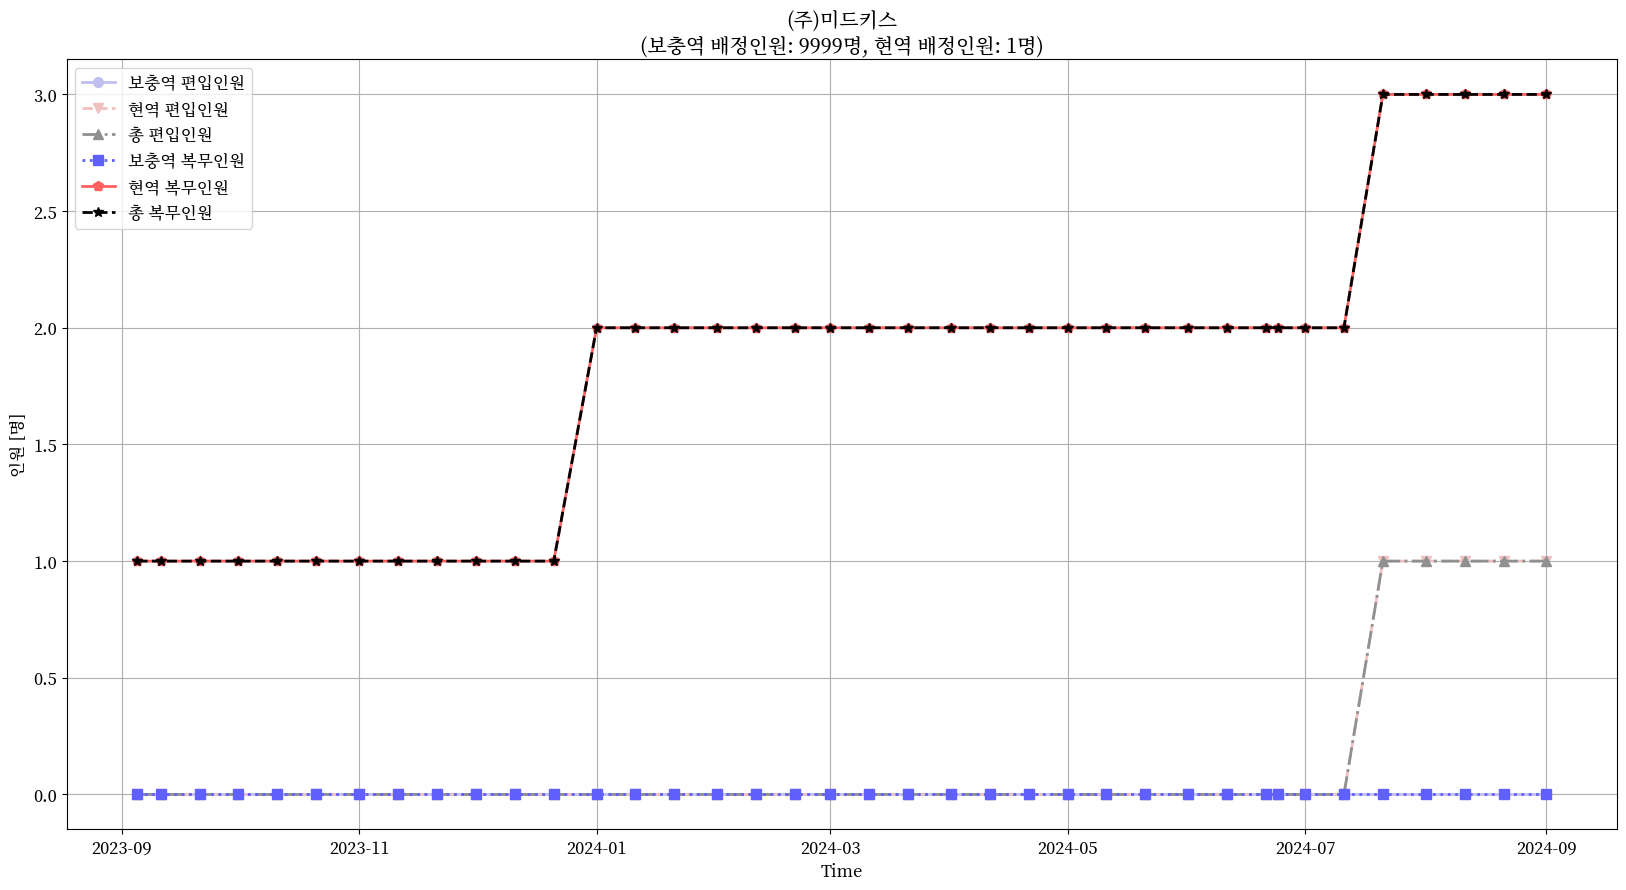 (주)미드키스
(보충역 배정인원: 9999명, 현역 배정인원: 1명)
보충역 편입인원
현역 편입인원
총 편입인원
보충역 복무인원
현역 복무인원
총 복무인원
인원 [명]
3.0
2.5
2.0
1.5
1.0
0.5
0.0
2023-09 2023-11 2024-01 2024-03 2024-05 2024-07 2024-09
Time